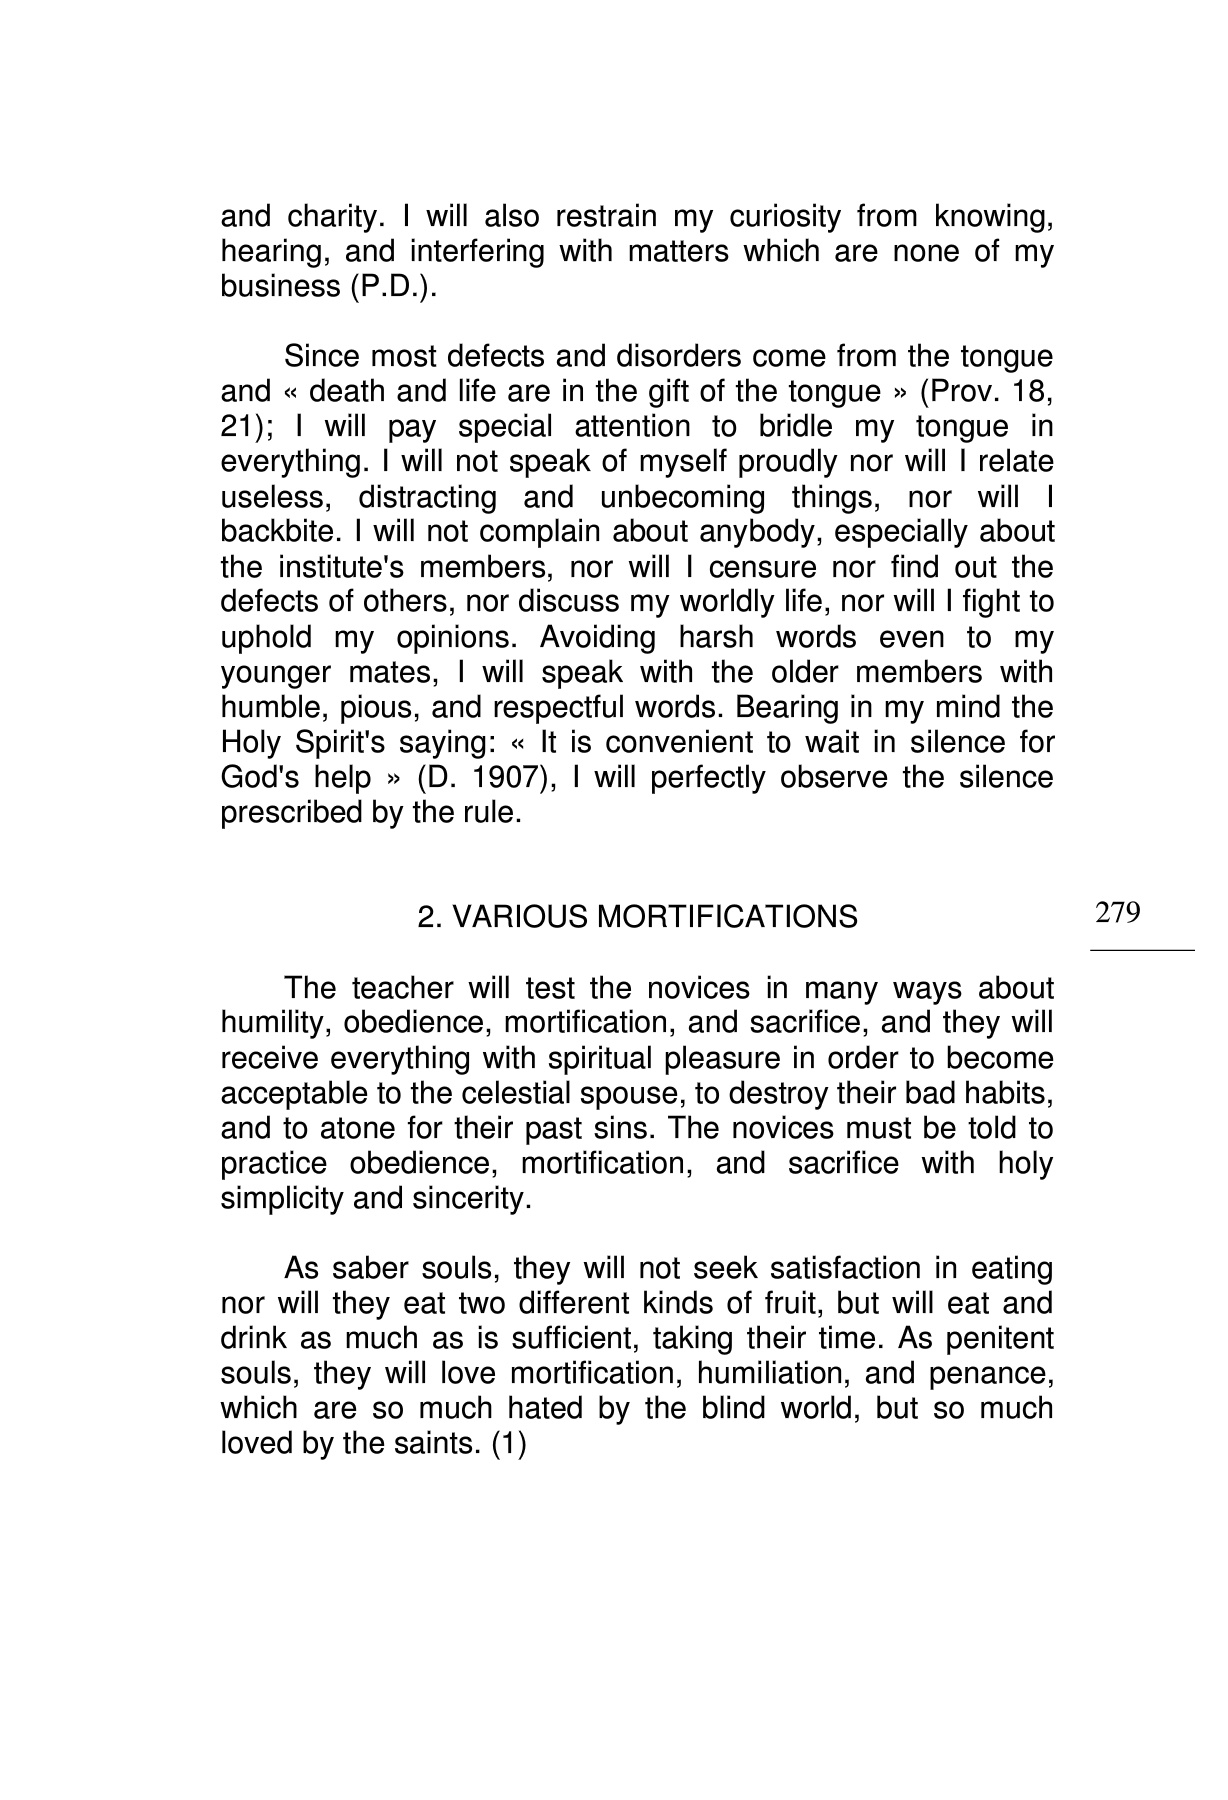 and charity. I will also restrain my curiosity from knowing,
hearing, and interfering with matters which are none of my
business (P.D.).
Since most defects and disorders come from the tongue
and « death and life are in the gift of the tongue » (Prov. 18,
21); I will pay special attention to bridle my tongue in
everything. I will not speak of myself proudly nor will I relate
useless, distracting and unbecoming things, nor will I
backbite. I will not complain about anybody, especially about
the institute's members, nor will I censure nor find out the
defects of others, nor discuss my worldly life, nor will I fight to
uphold my opinions. Avoiding harsh words even to my
younger mates, I will speak with the older members with
humble, pious, and respectful words. Bearing in my mind the
Holy Spirit's saying: « It is convenient to wait in silence for
God's help » (D. 1907), I will perfectly observe the silence
prescribed by the rule.
2. VARIOUS MORTIFICATIONS
279
The teacher will test the novices in many ways about
humility, obedience, mortification, and sacrifice, and they will
receive everything with spiritual pleasure in order to become
acceptable to the celestial spouse, to destroy their bad habits,
and to atone for their past sins. The novices must be told to
practice obedience, mortification, and sacrifice with holy
simplicity and sincerity.
As saber souls, they will not seek satisfaction in eating
nor will they eat two different kinds of fruit, but will eat and
drink as much as is sufficient, taking their time. As penitent
souls, they will love mortification, humiliation, and penance,
which are so much hated by the blind world, but so much
loved by the saints. (1)